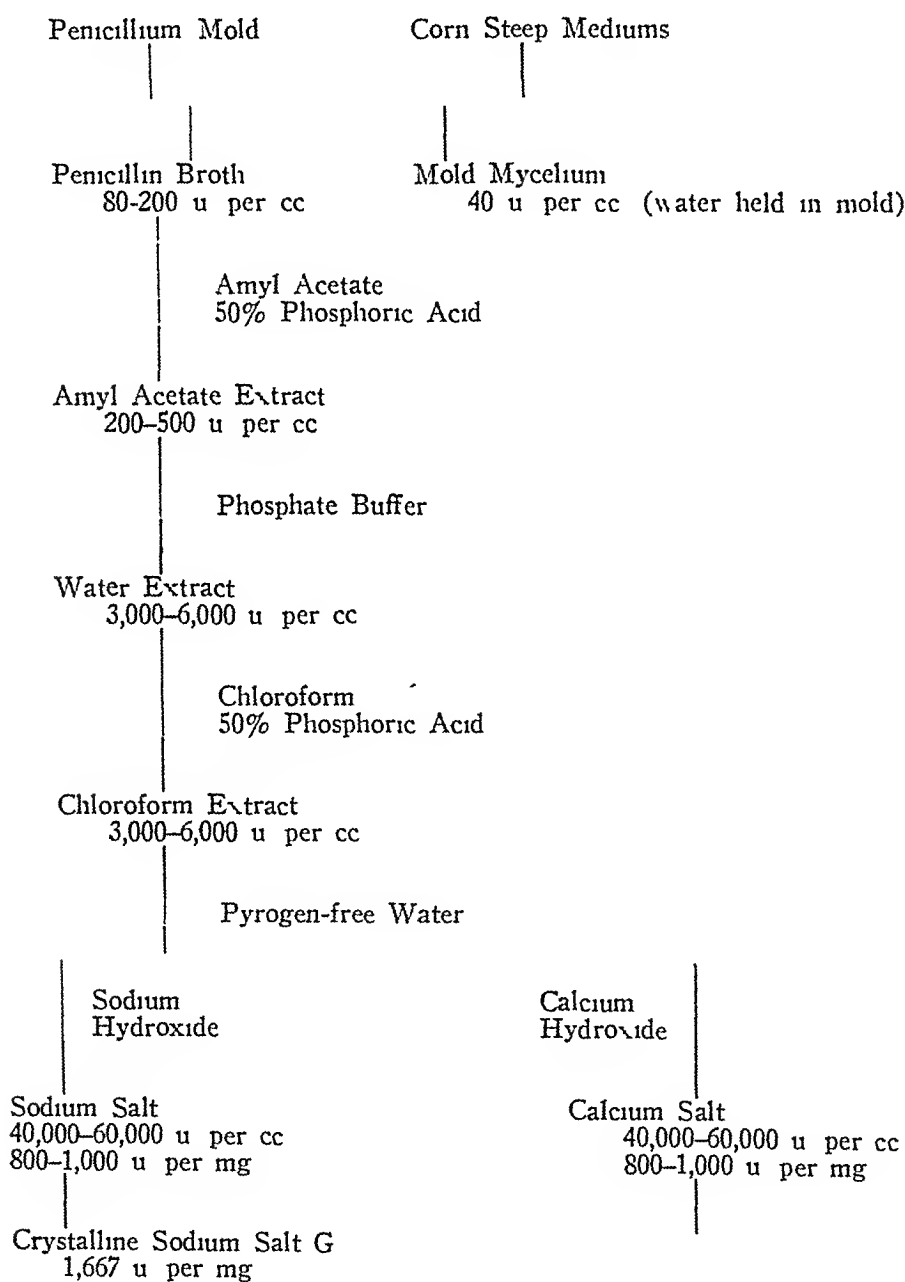 Penicillium Mold
Corn Steep Mediums
Penicillin Broth
80-200 u per cc
Mold Mycelium
40 u per cc (water held in mold)
Amyl Acetate
50% Phosphoric Acid
Amyl Acetate Extract
200–500 u per cc
Phosphate Buffer
Water Extract
3,000–6,000 u per cc
Chloroform
50% Phosphoric Acid
Chloroform Extract
3,000–6,000 u per cc
Pyrogen-free Water
Sodium
Hydroxide
Calcium
Hydroxide
Sodium Salt
40,000–60,000 u per cc
800–1,000 u per mg
Calcium Salt
40,000–60,000 u per cc
800–1,000 u per mg
Crystalline Sodium Salt G
1,667 u per mg